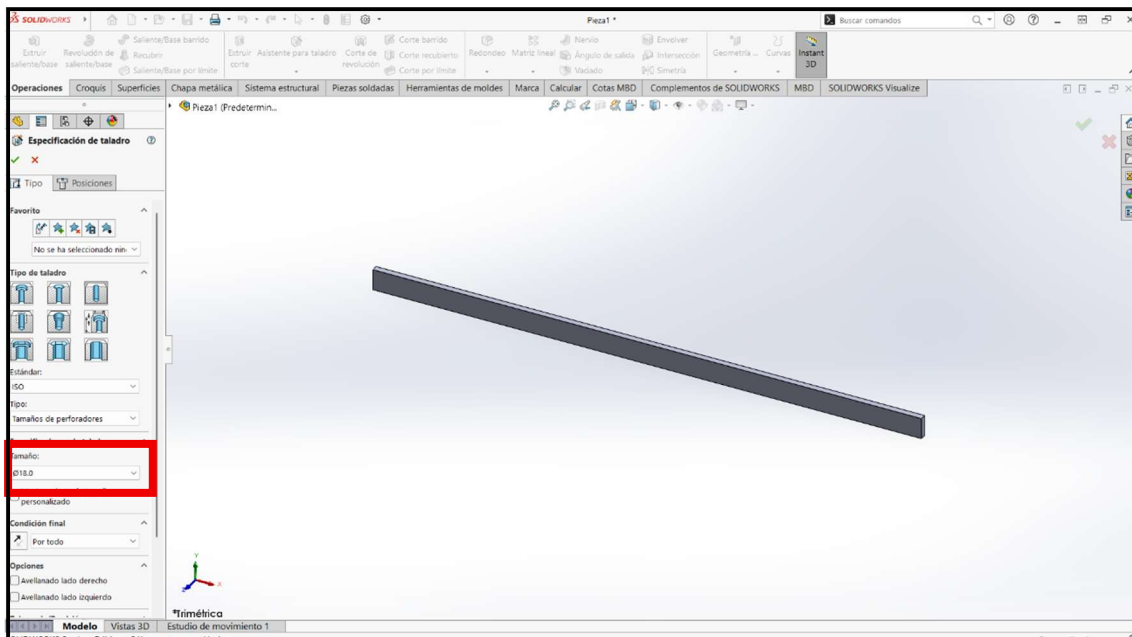 SOLIDWORKS
Pieza1 *
Buscar comandos
Extruir saliente/base
Revolución de saliente/base
Saliente/Base barrido
Recubrir
Saliente/Base por límite
Extruir corte
Asistente para taladro
Corte de revolución
Corte barrido
Corte recubierto
Corte por límite
Redondeo
Matriz lineal
Nervio
Ángulo de salida
Vaciado
Envolver
Intersección
Simetría
Geometría ...
Curvas
Instant 3D
Operaciones Croquis Superficies Chapa metálica Sistema estructural Piezas soldadas Herramientas de moldes Marca Calcular Cotas MBD Complementos de SOLIDWORKS MBD SOLIDWORKS Visualize
Pieza1 (Predetermin...
Especificación de taladro
Tipo Posiciones
Favorito
No se ha seleccionado nin
Tipo de taladro
Estándar:
ISO
Tipo:
Tamaños de perforadores
Tamaño:
Ø18.0
personalizado
Condición final
Por todo
Opciones
Avellanado lado derecho
Avellanado lado izquierdo
Y
X
Z
*Trimétrica
Modelo Vistas 3D Estudio de movimiento 1